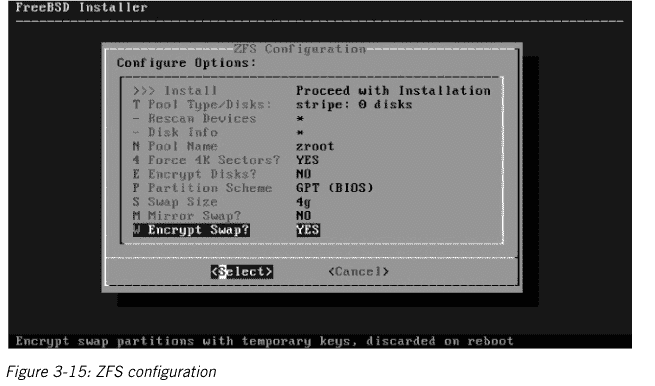 FreeBSD Installer
ZFS Configuration
Configure Options:
>>> Install Proceed with Installation
T Pool Type/Disks: stripe: 0 disks
- Rescan Devices *
- Disk Info *
N Pool Name zroot
4 Force 4K Sectors? YES
E Encrypt Disks? NO
P Partition Scheme GPT (BIOS)
S Swap Size 4g
M Mirror Swap? NO
W Encrypt Swap? YES
<Select> <Cancel>
Encrypt swap partitions with temporary keys, discarded on reboot
Figure 3-15: ZFS configuration